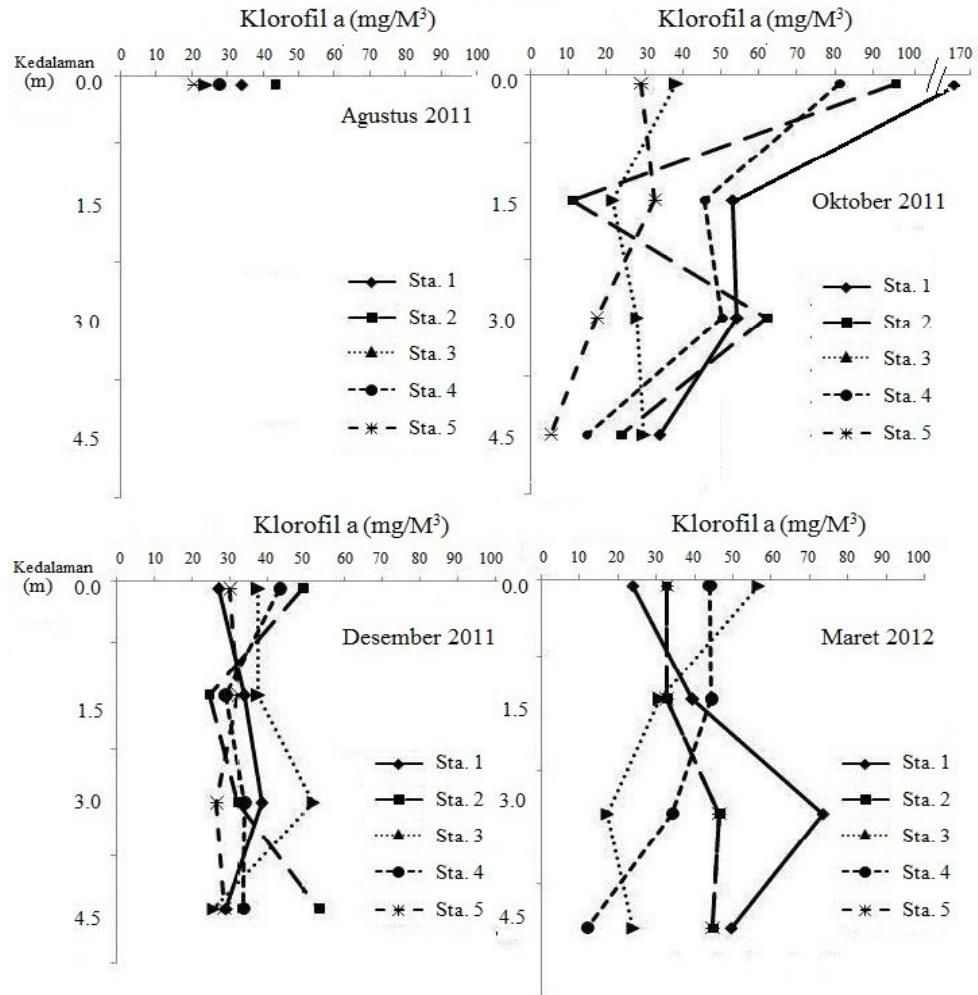 Klorofil a (mg/M³)
0 20 40 60 80 100
Kedalaman
(m)
0.0
1.5
3.0
4.5
Agustus 2011
Sta. 1
Sta. 2
Sta. 3
Sta. 4
Sta. 5
Klorofil a (mg/M³)
0 10 20 30 40 50 60 70 80 90 100 170
0.0
1.5
3.0
4.5
Oktober 2011
Sta. 1
Sta. 2
Sta. 3
Sta. 4
Sta. 5
Klorofil a (mg/M³)
0 10 20 30 40 50 60 70 80 90 100
Kedalaman
(m)
0.0
1.5
3.0
4.5
Desember 2011
Sta. 1
Sta. 2
Sta. 3
Sta. 4
Sta. 5
Klorofil a (mg/M³)
0 10 20 30 40 50 60 70 80 90 100
0.0
1.5
3.0
4.5
Maret 2012
Sta. 1
Sta. 2
Sta. 3
Sta. 4
Sta. 5